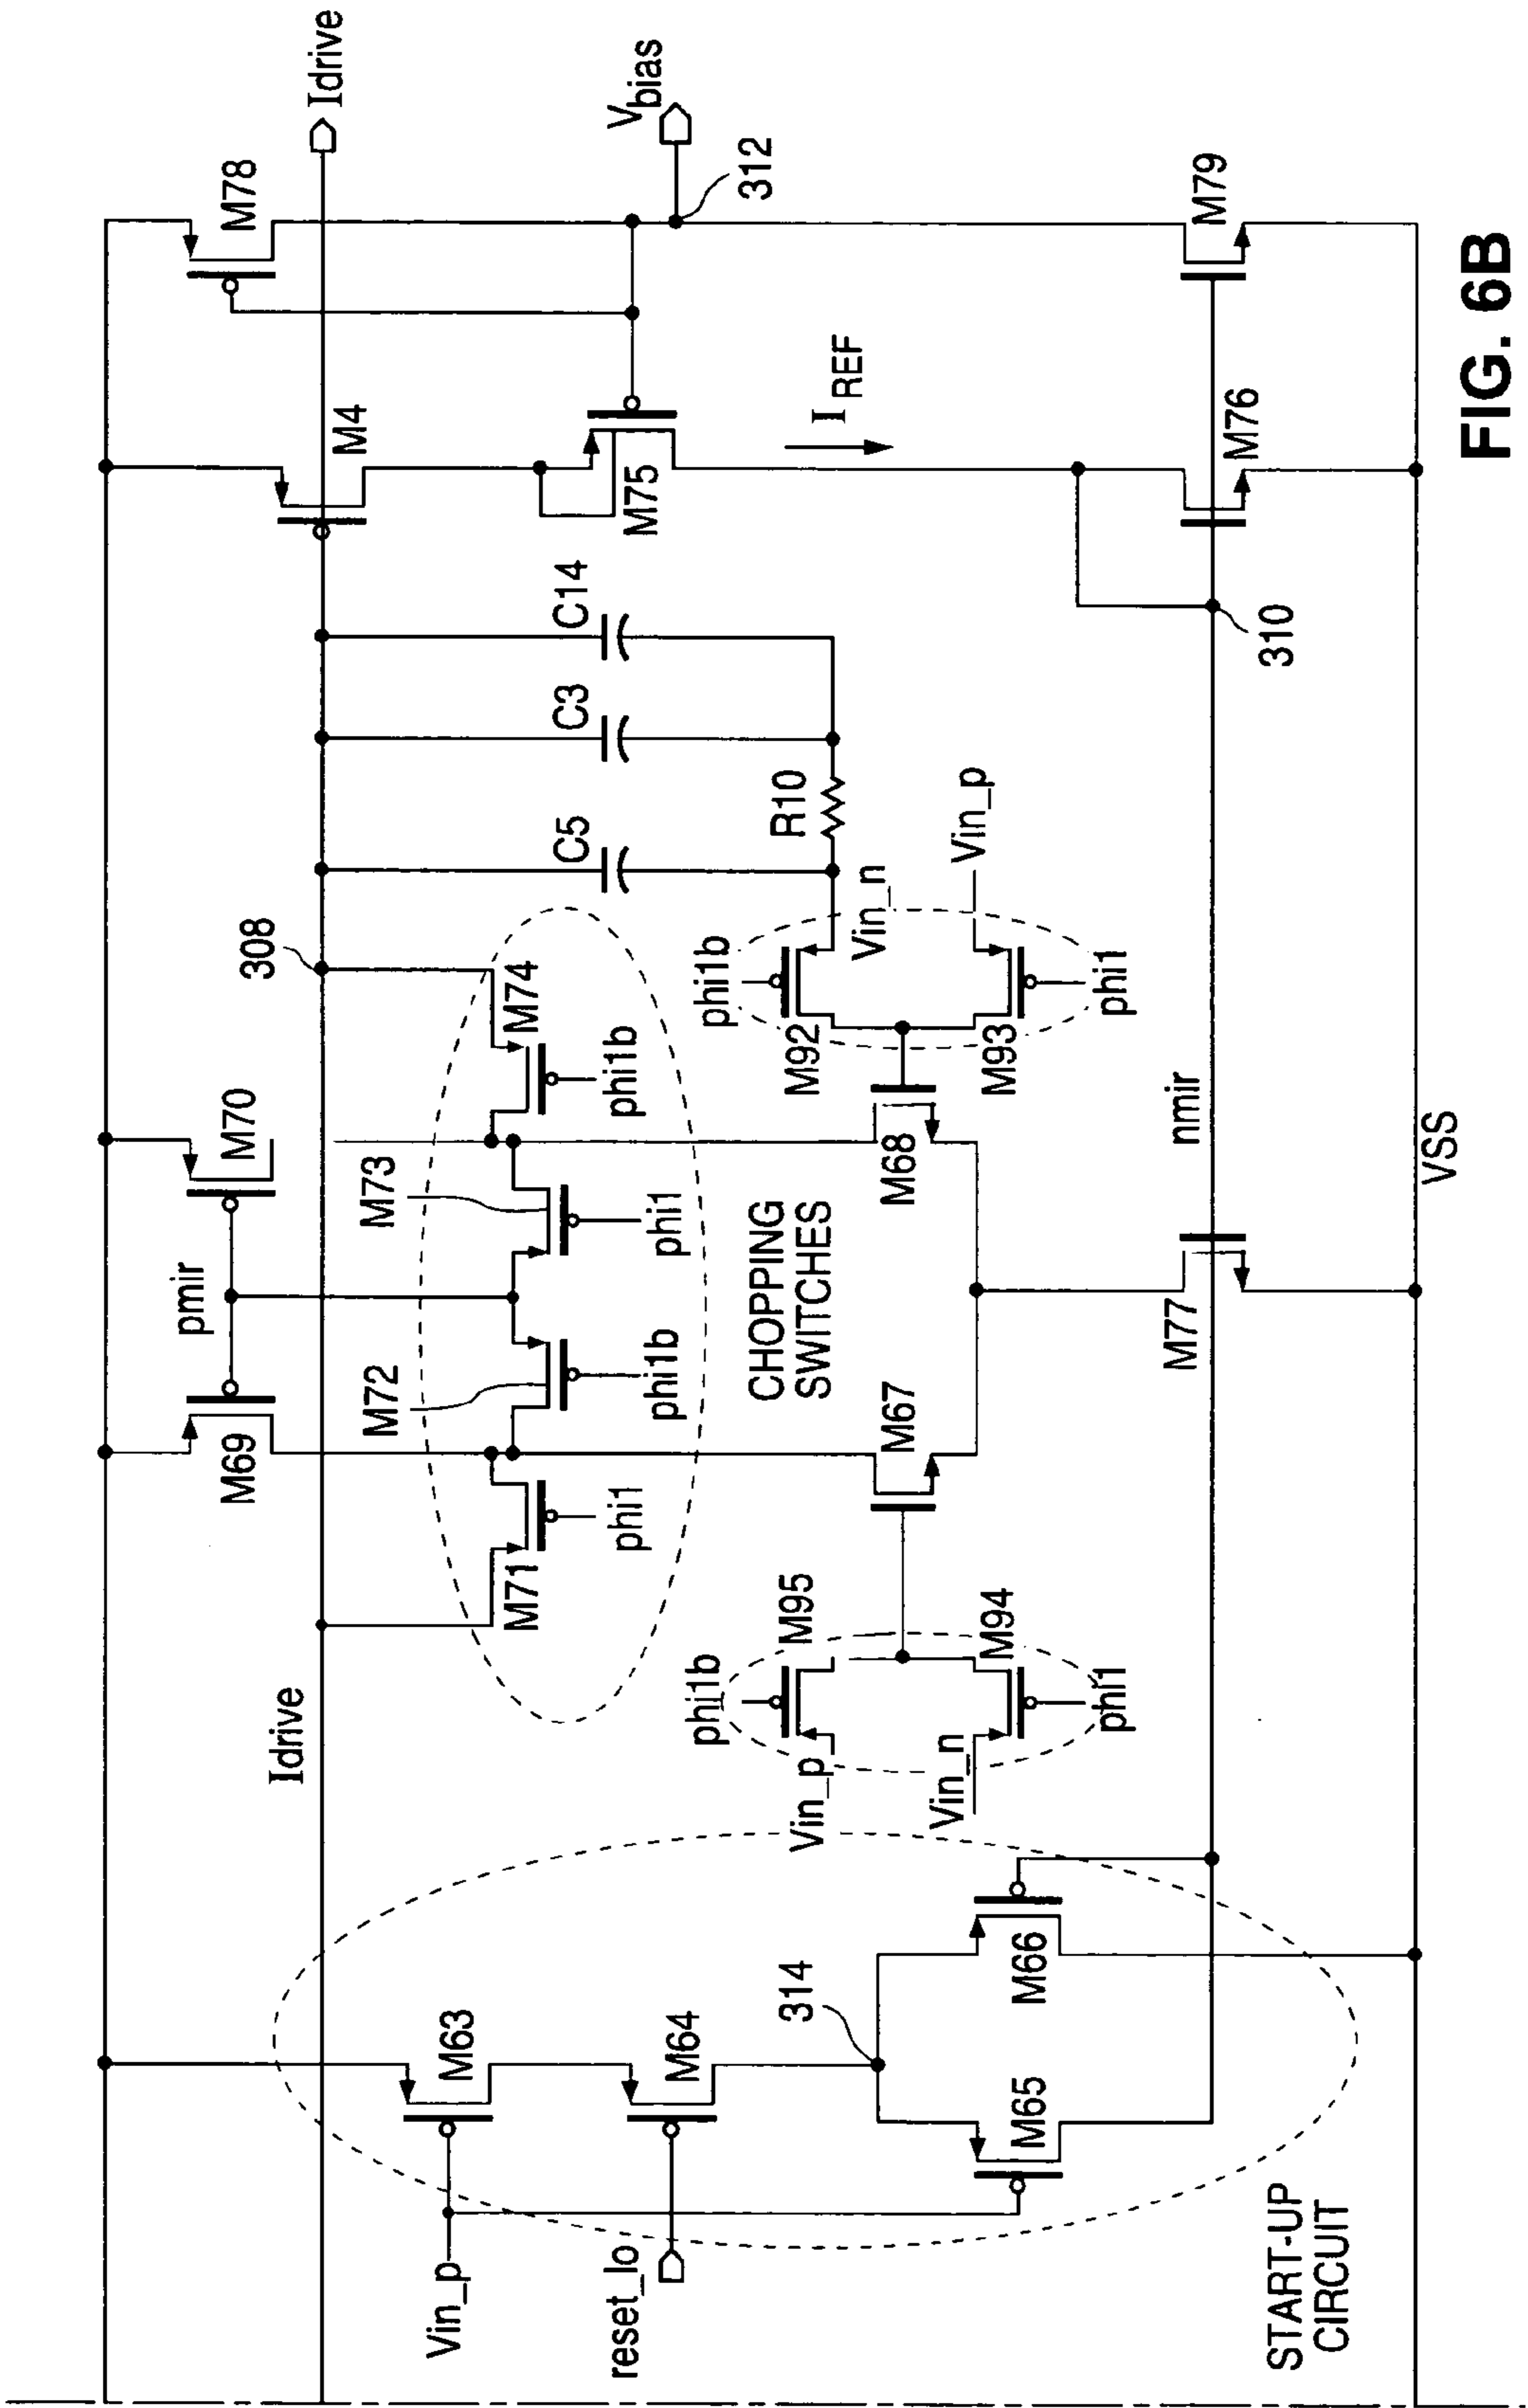 Idrive
M78
M4
Vbias
312
M75
IREF
M79
M76
310
C14
C3
C5
R10
308
M70
M74
phi1b
M73
phi1
pmir
M72
phi1b
M69
M71
phi1
Idrive
CHOPPING
SWITCHES
phi1b
Vin_n
M92
Vin_p
M93
phi1
M68
M67
nmir
M77
VSS
phi1b
M95
Vin_p
Vin_n
M94
phi1
314
M63
M64
M66
M65
Vin_p
reset_lo
START-UP
CIRCUIT
FIG. 6B